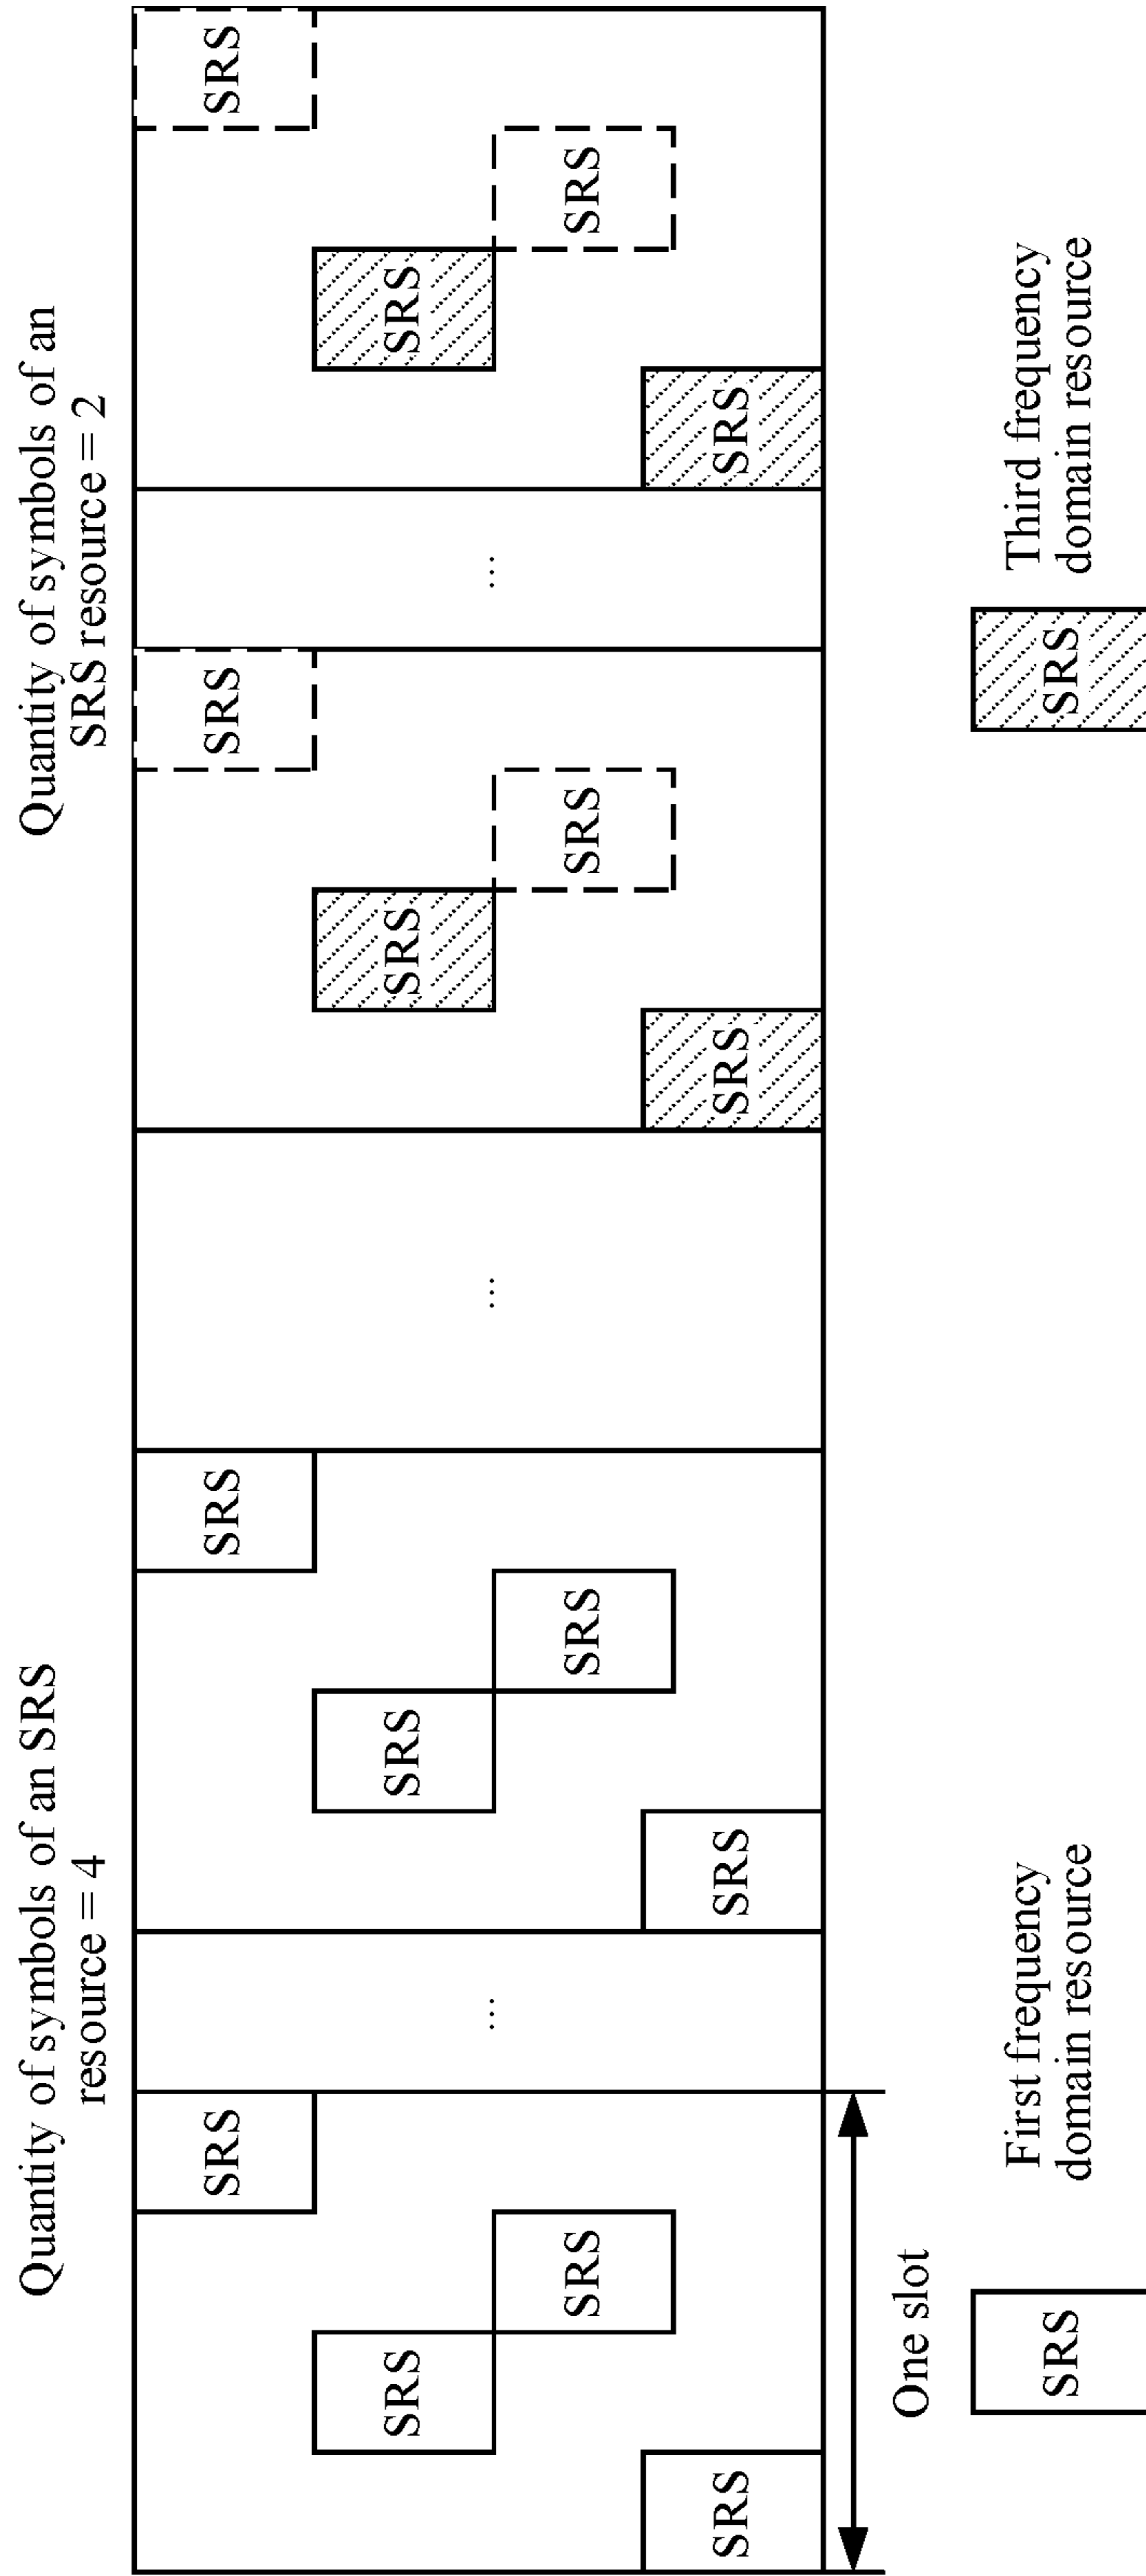 Quantity of symbols of an SRS
resource = 4
Quantity of symbols of an
SRS resource = 2
SRS
SRS
SRS
SRS
...
SRS
SRS
SRS
SRS
...
SRS
SRS
SRS
SRS
...
SRS
SRS
SRS
SRS
One slot
SRS
First frequency
domain resource
SRS
Third frequency
domain resource